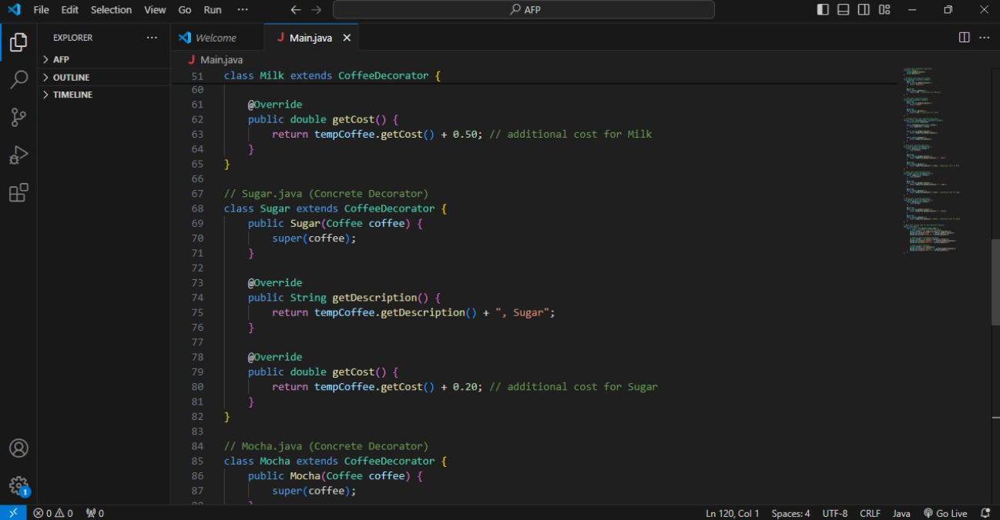 File Edit Selection View Go Run ··· AFP
EXPLORER ···
AFP
OUTLINE
TIMELINE
Welcome
Main.java
Main.java
51 class Milk extends CoffeeDecorator {
60
61     @Override
62     public double getCost() {
63         return tempCoffee.getCost() + 0.50; // additional cost for Milk
64     }
65 }
66
67 // Sugar.java (Concrete Decorator)
68 class Sugar extends CoffeeDecorator {
69     public Sugar(Coffee coffee) {
70         super(coffee);
71     }
72
73     @Override
74     public String getDescription() {
75         return tempCoffee.getDescription() + ", Sugar";
76     }
77
78     @Override
79     public double getCost() {
80         return tempCoffee.getCost() + 0.20; // additional cost for Sugar
81     }
82 }
83
84 // Mocha.java (Concrete Decorator)
85 class Mocha extends CoffeeDecorator {
86     public Mocha(Coffee coffee) {
87         super(coffee);
1
0 0 0 Ln 120, Col 1 Spaces: 4 UTF-8 CRLF Java Go Live